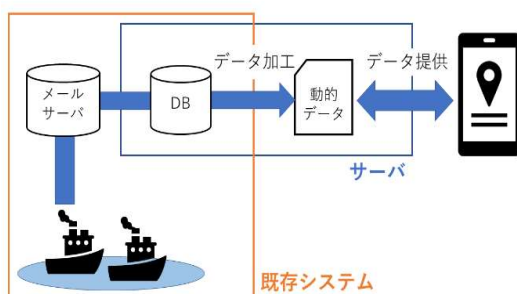 データ加工
データ提供
メール
サーバ
DB
動的
データ
サーバ
既存システム